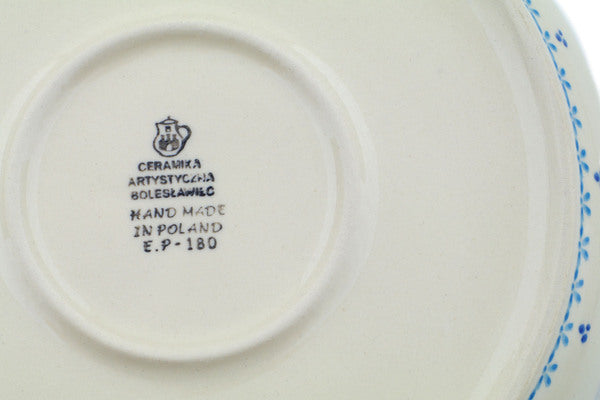 CERAMIKA
ARTYSTYCZNA
BOLESŁAWIEC
HAND MADE
IN POLAND
E.P-180